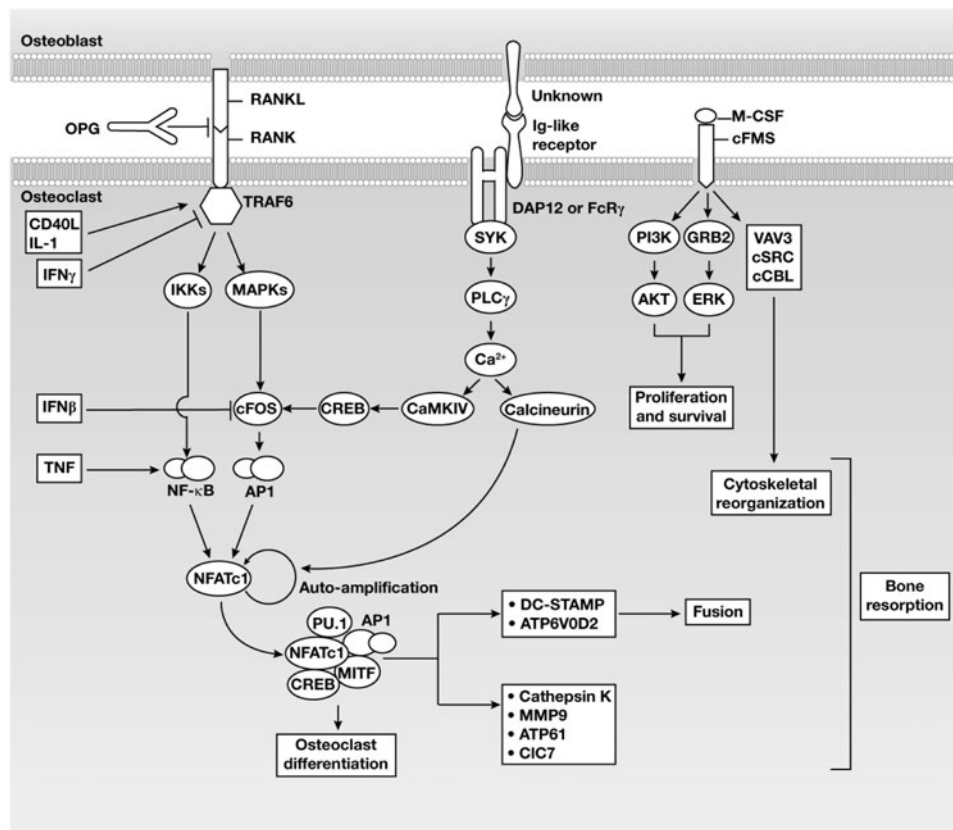 Osteoblast
RANKL
OPG
RANK
Unknown
Ig-like
receptor
M-CSF
cFMS
Osteoclast
TRAF6
DAP12 or FcRγ
CD40L
IL-1
IFNγ
SYK
PI3K
GRB2
VAV3
cSRC
cCBL
IKKs
MAPKs
PLCγ
AKT
ERK
Ca²⁺
IFNβ
cFOS
CREB
CaMKIV
Calcineurin
Proliferation
and survival
TNF
NF-κB
AP1
Cytoskeletal
reorganization
NFATc1
Auto-amplification
Bone
resorption
PU.1
AP1
NFATc1
MITF
CREB
• DC-STAMP
• ATP6V0D2
Fusion
• Cathepsin K
• MMP9
• ATP61
• ClC7
Osteoclast
differentiation